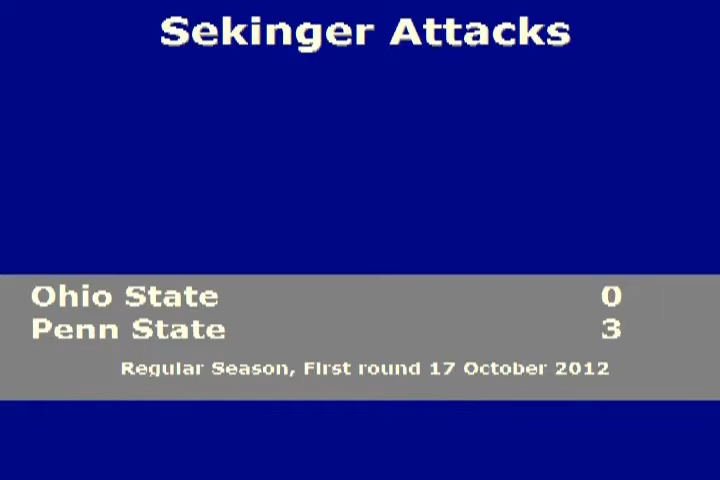 Sekinger Attacks
Ohio State 0
Penn State 3
Regular Season, First round 17 October 2012